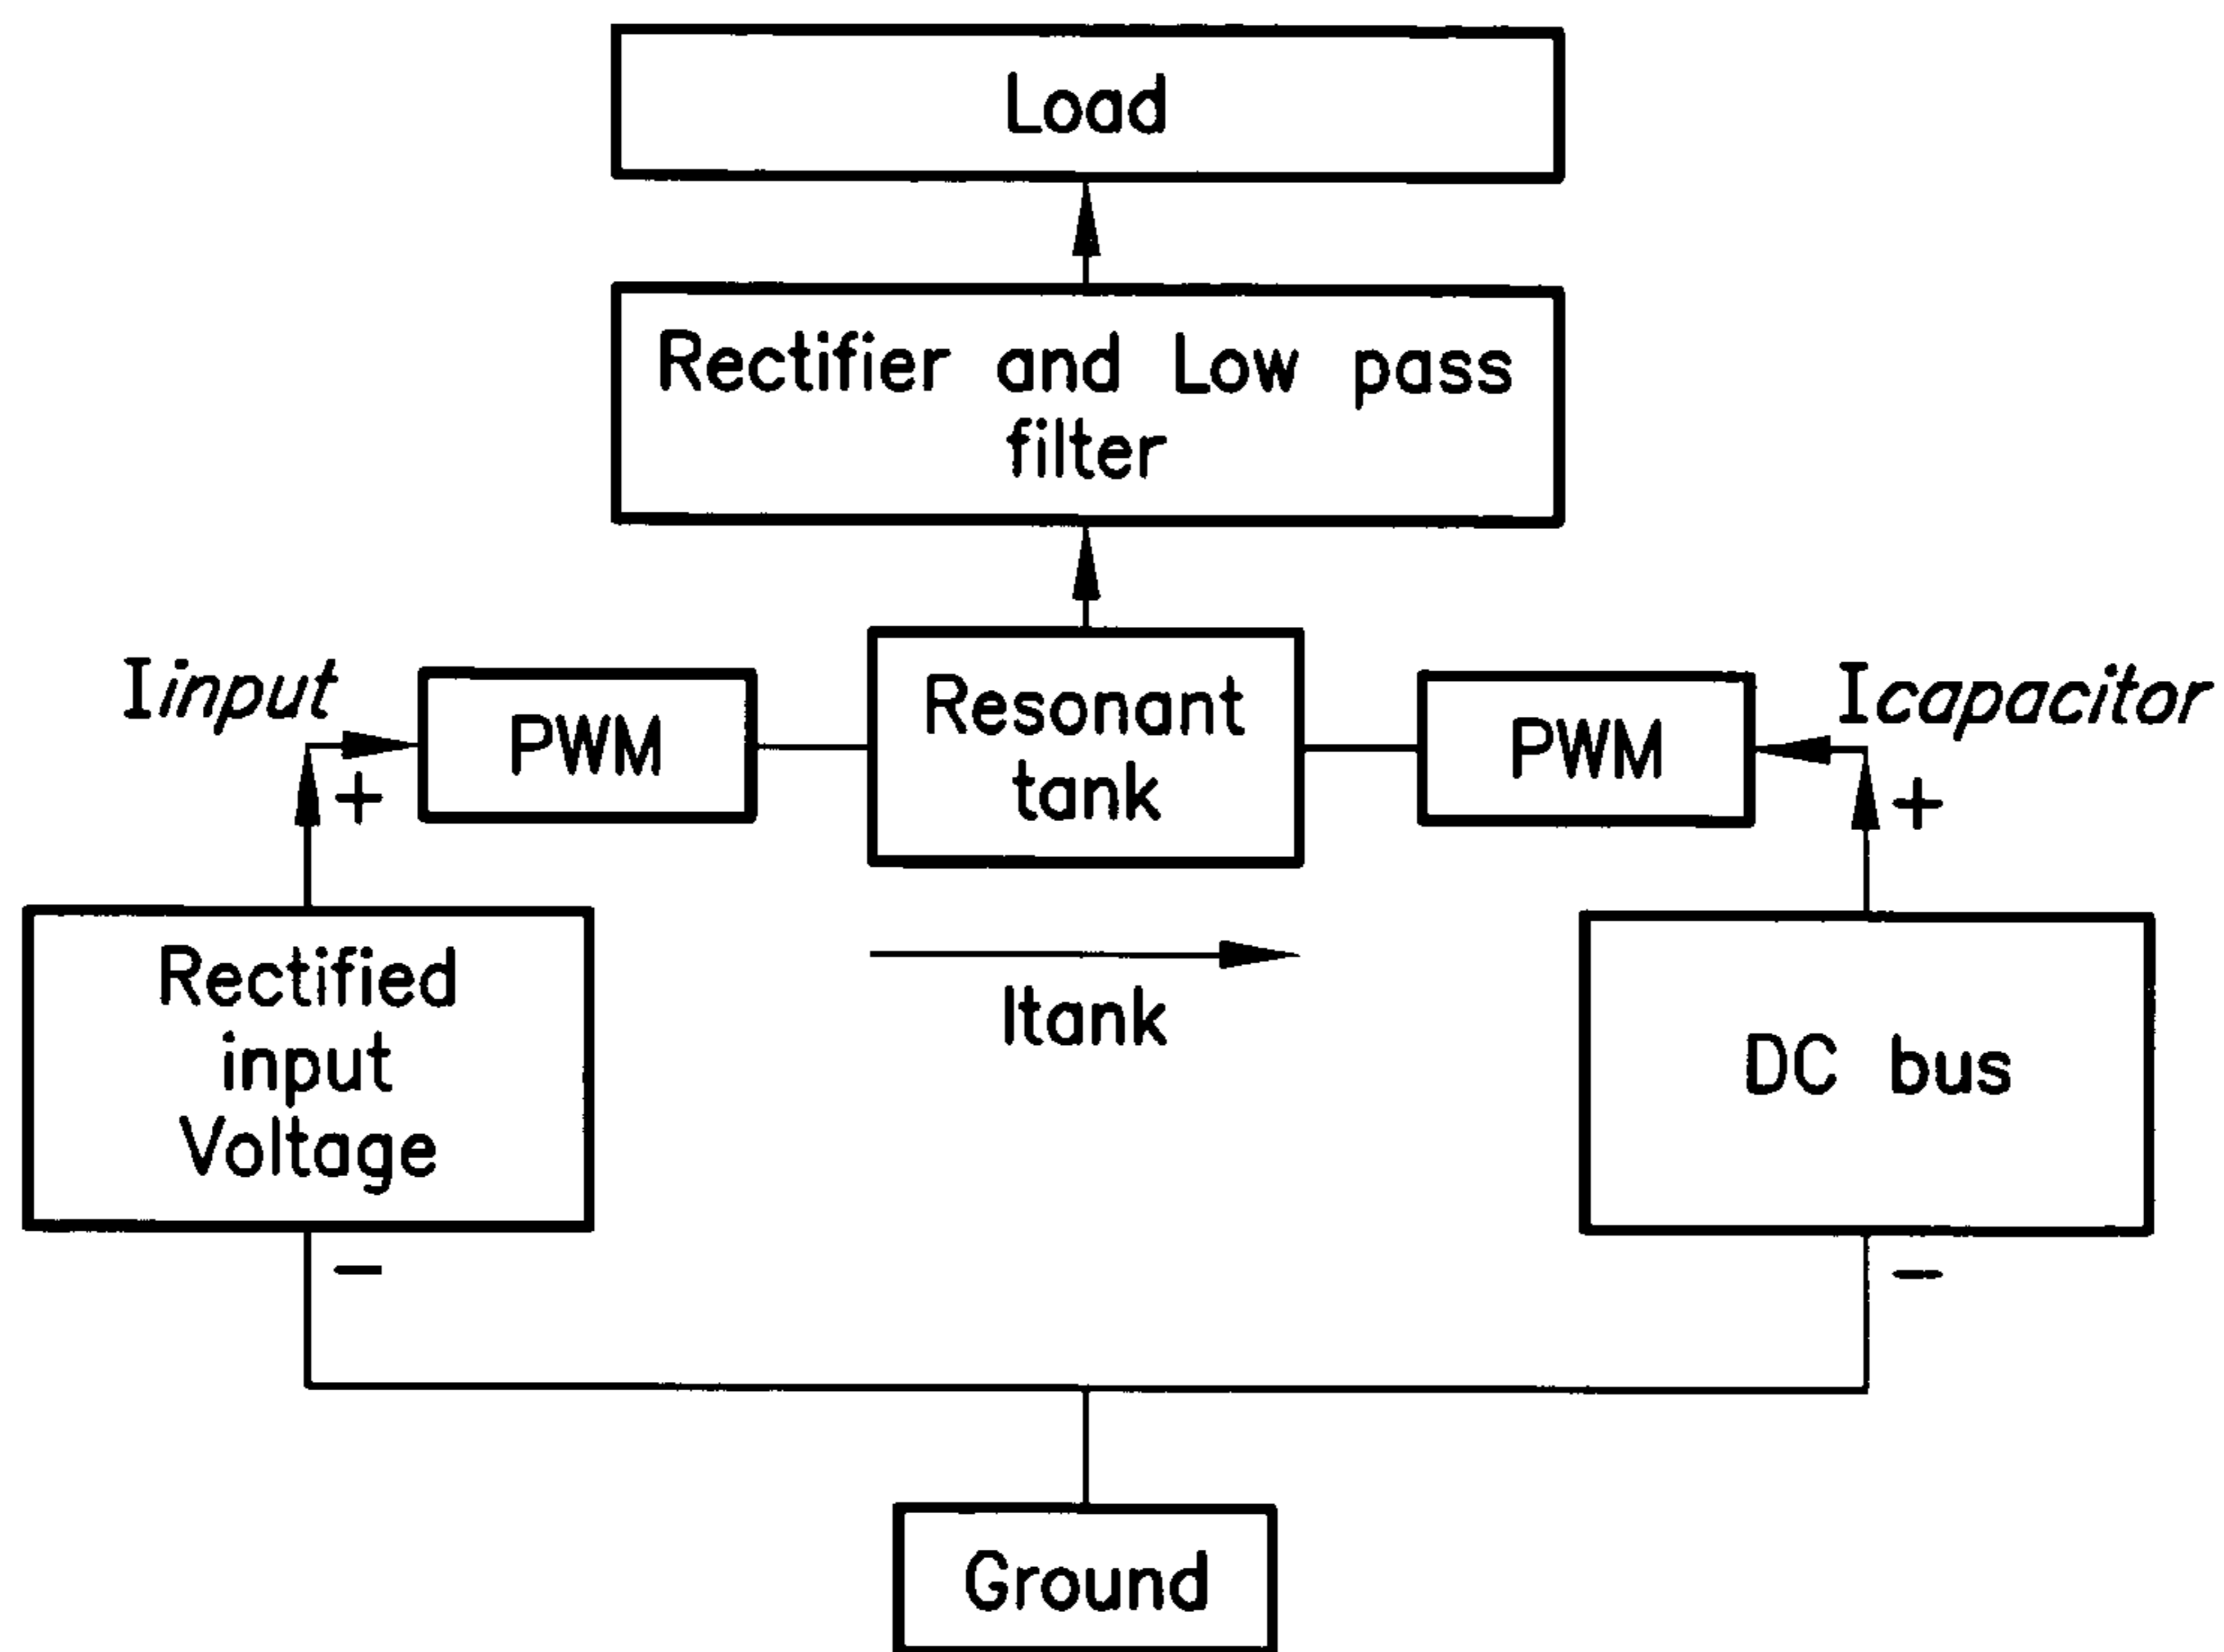 Load
Rectifier and Low pass
filter
Iinput
PWM
Resonant
tank
PWM
Icapacitor
+
+
Rectified
input
Voltage
Itank
DC bus
−
−
Ground